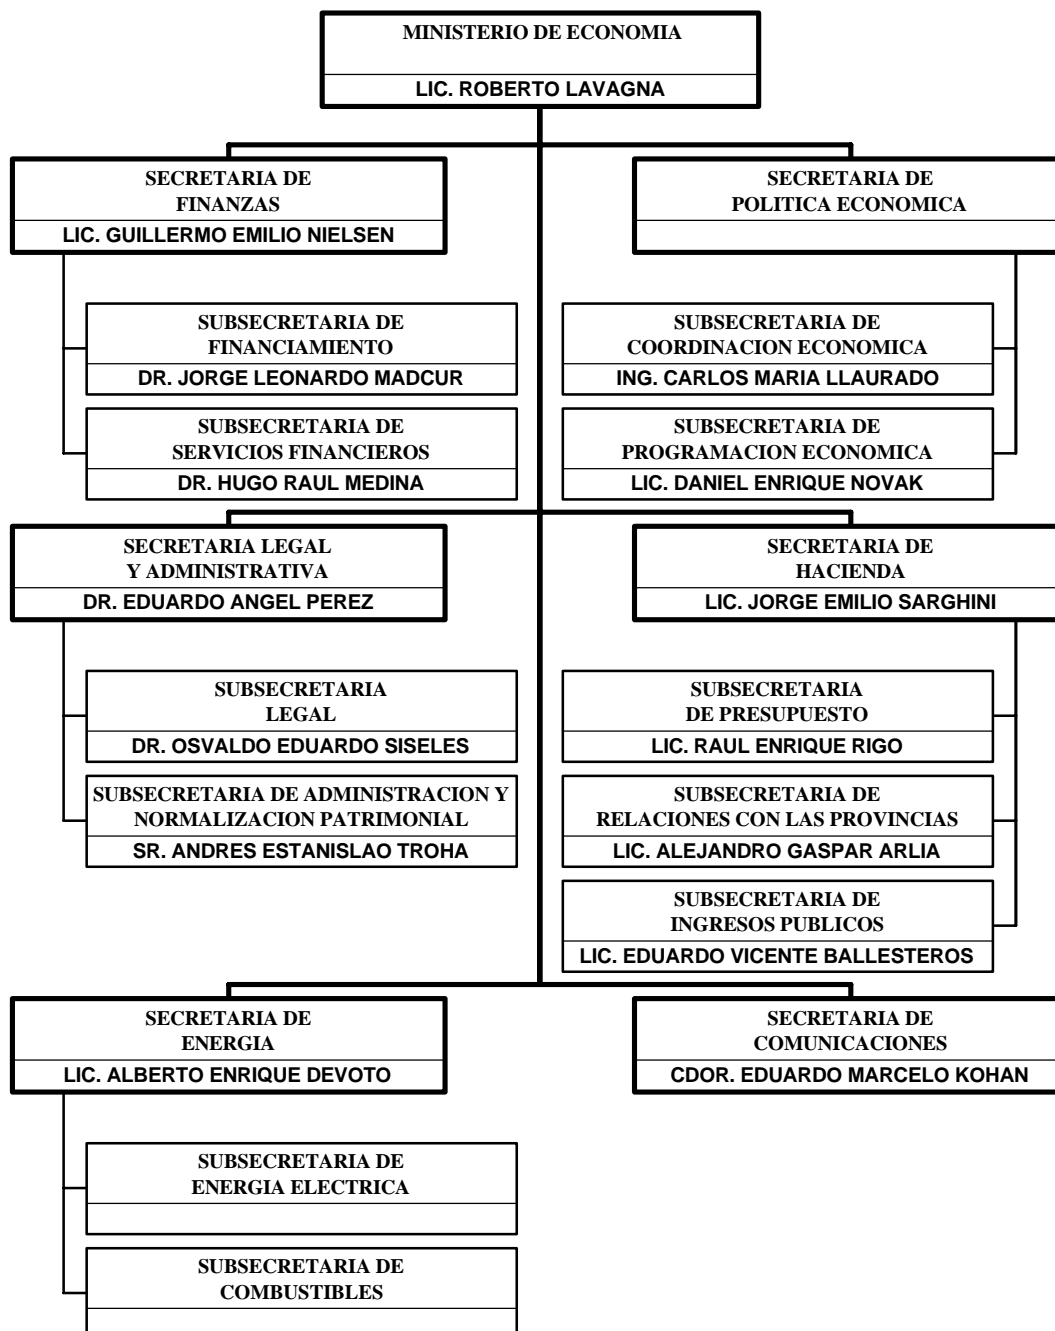 MINISTERIO DE ECONOMIA
LIC. ROBERTO LAVAGNA
SECRETARIA DE
FINANZAS
LIC. GUILLERMO EMILIO NIELSEN
SUBSECRETARIA DE
FINANCIAMIENTO
DR. JORGE LEONARDO MADCUR
SUBSECRETARIA DE
SERVICIOS FINANCIEROS
DR. HUGO RAUL MEDINA
SECRETARIA DE
POLITICA ECONOMICA
SUBSECRETARIA DE
COORDINACION ECONOMICA
ING. CARLOS MARIA LLAURADO
SUBSECRETARIA DE
PROGRAMACION ECONOMICA
LIC. DANIEL ENRIQUE NOVAK
SECRETARIA LEGAL
Y ADMINISTRATIVA
DR. EDUARDO ANGEL PEREZ
SUBSECRETARIA
LEGAL
DR. OSVALDO EDUARDO SISELES
SUBSECRETARIA DE ADMINISTRACION Y
NORMALIZACION PATRIMONIAL
SR. ANDRES ESTANISLAO TROHA
SECRETARIA DE
HACIENDA
LIC. JORGE EMILIO SARGHINI
SUBSECRETARIA
DE PRESUPUESTO
LIC. RAUL ENRIQUE RIGO
SUBSECRETARIA DE
RELACIONES CON LAS PROVINCIAS
LIC. ALEJANDRO GASPAR ARLIA
SUBSECRETARIA DE
INGRESOS PUBLICOS
LIC. EDUARDO VICENTE BALLESTEROS
SECRETARIA DE
ENERGIA
LIC. ALBERTO ENRIQUE DEVOTO
SUBSECRETARIA DE
ENERGIA ELECTRICA
SUBSECRETARIA DE
COMBUSTIBLES
SECRETARIA DE
COMUNICACIONES
CDOR. EDUARDO MARCELO KOHAN